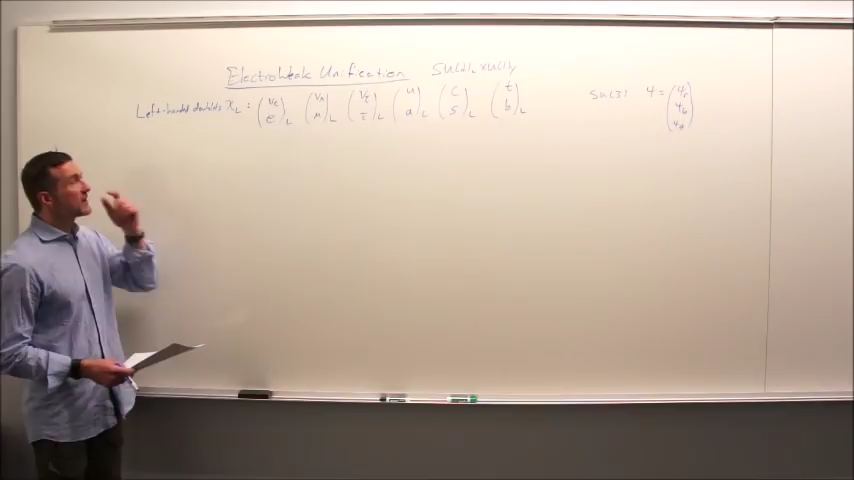 Electroweak Unification SU(2)L x U(1)Y
Left-handed doublets χL : (νe e)L (νμ μ)L (ντ τ)L (u d)L (c s)L (t b)L
SU(3) ψ = (ψr ψb ψg)